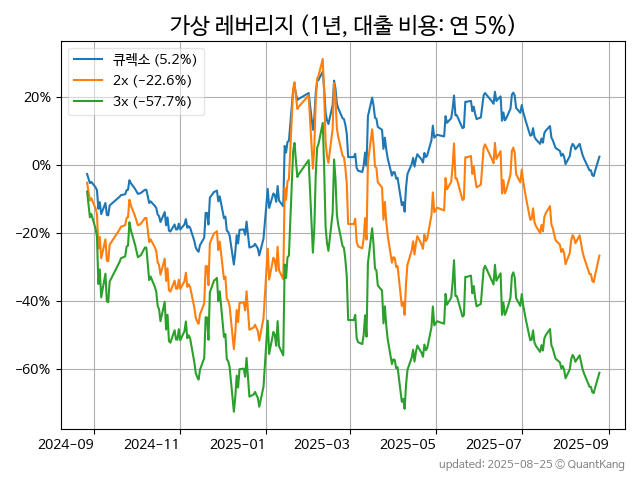 가상 레버리지 (1년, 대출 비용: 연 5%)
큐렉소 (5.2%)
2x (−22.6%)
3x (−57.7%)
20%
0%
−20%
−40%
−60%
2024-09 2024-11 2025-01 2025-03 2025-05 2025-07 2025-09
updated: 2025-08-25 © QuantKang